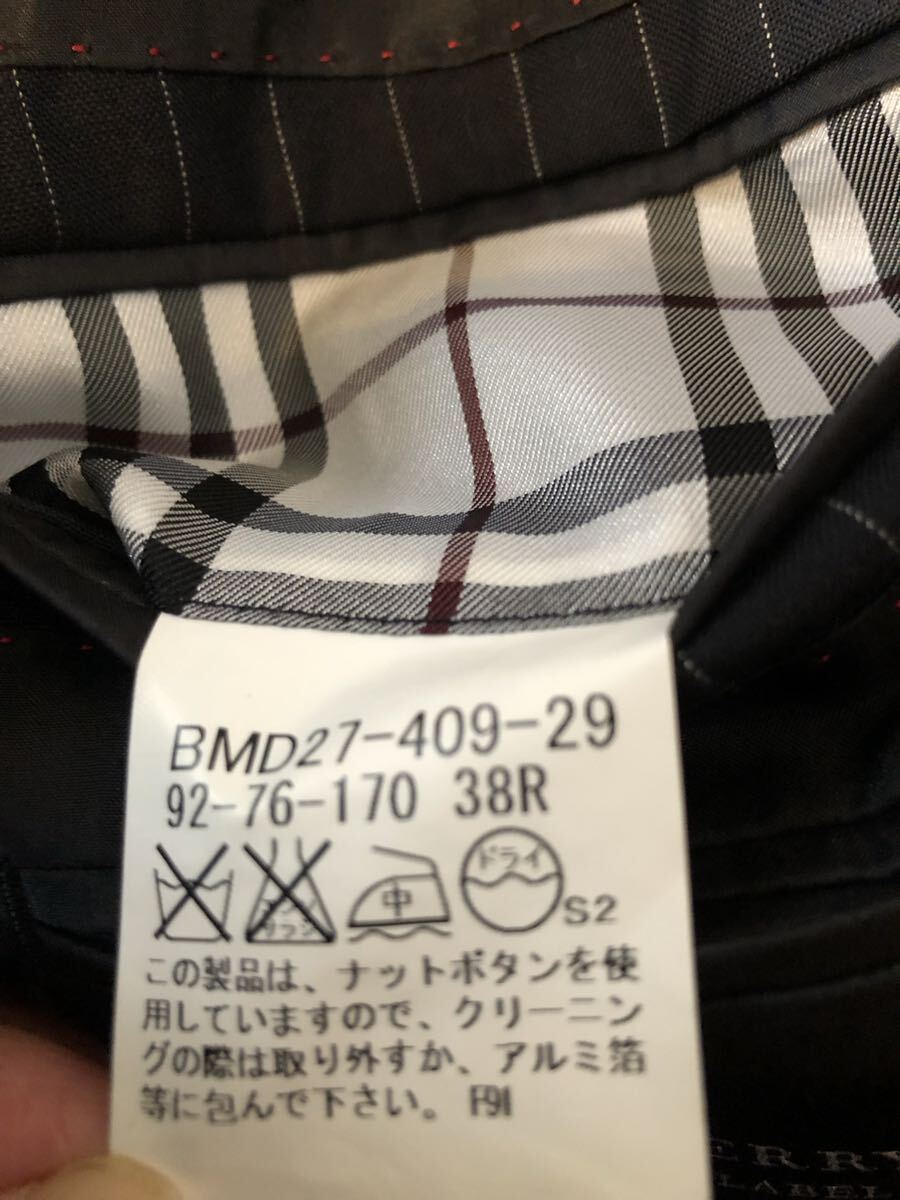 BMD27-409-29
92-76-170 38R
中
ドライ
S2
この製品は、ナットボタンを使
用していますので、クリーニン
グの際は取り外すか、アルミ箔
等に包んで下さい。 F91
ERRY
LABEL